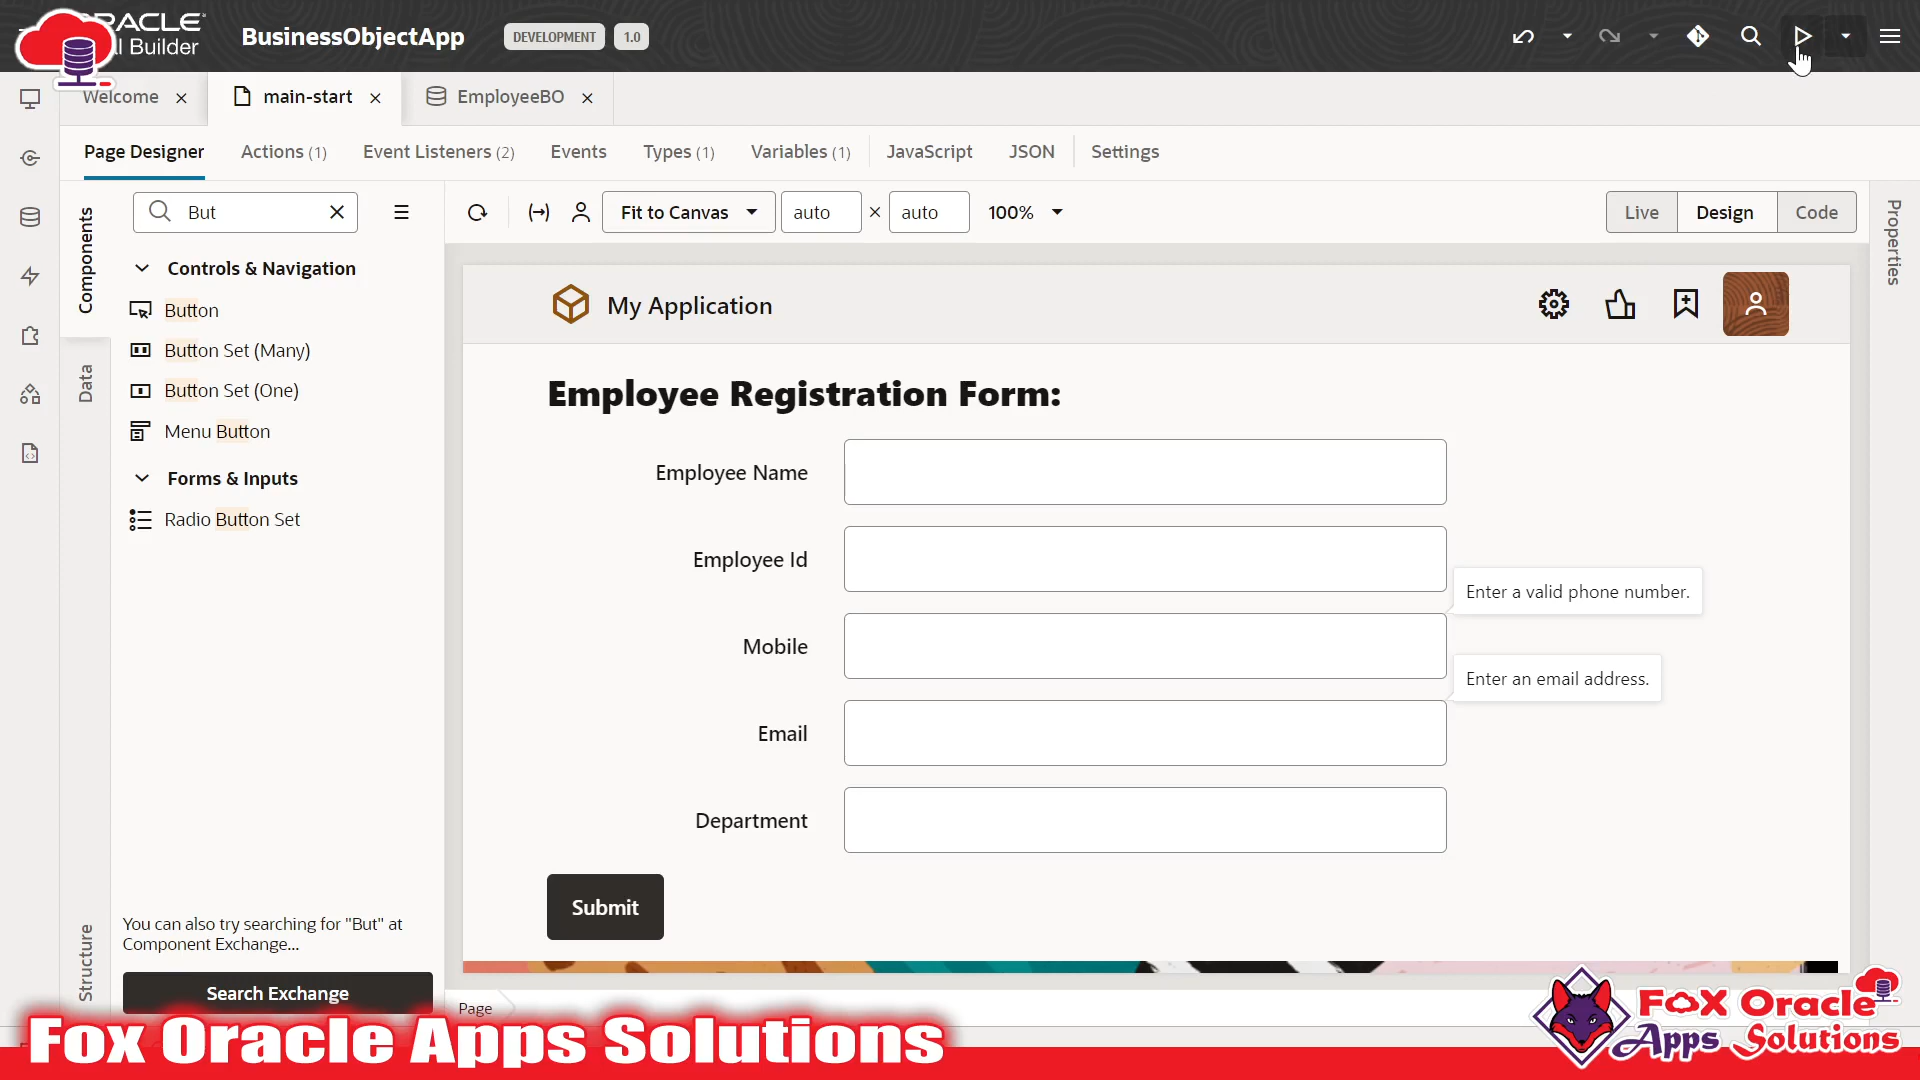 ORACLE
Builder
BusinessObjectApp
DEVELOPMENT
1.0
Welcome
main-start
EmployeeBO
Page Designer
Actions (1)
Event Listeners (2)
Events
Types (1)
Variables (1)
JavaScript
JSON
Settings
Components
Data
Structure
But
Fit to Canvas
auto
×
auto
100%
Live
Design
Code
Properties
Controls & Navigation
Button
Button Set (Many)
Button Set (One)
Menu Button
Forms & Inputs
Radio Button Set
You can also try searching for "But" at
Component Exchange...
Search Exchange
My Application
Employee Registration Form:
Employee Name
Employee Id
Enter a valid phone number.
Mobile
Enter an email address.
Email
Department
Submit
Page
Fox Oracle Apps Solutions
Fox Oracle
Apps Solutions